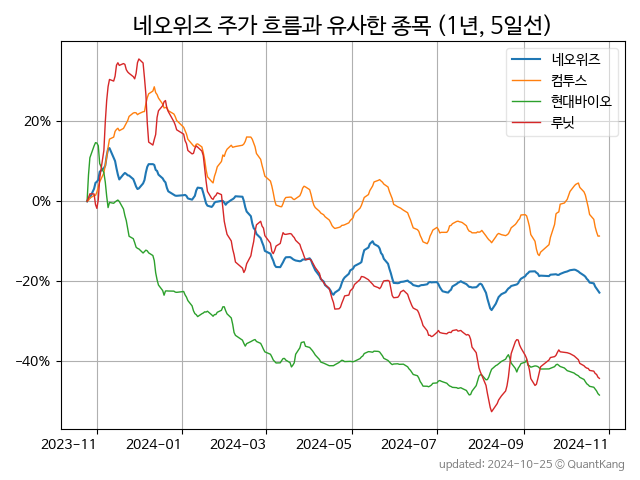 네오위즈 주가 흐름과 유사한 종목 (1년, 5일선)
네오위즈
컴투스
현대바이오
루닛
20%
0%
−20%
−40%
2023-11
2024-01
2024-03
2024-05
2024-07
2024-09
2024-11
updated: 2024-10-25 © QuantKang